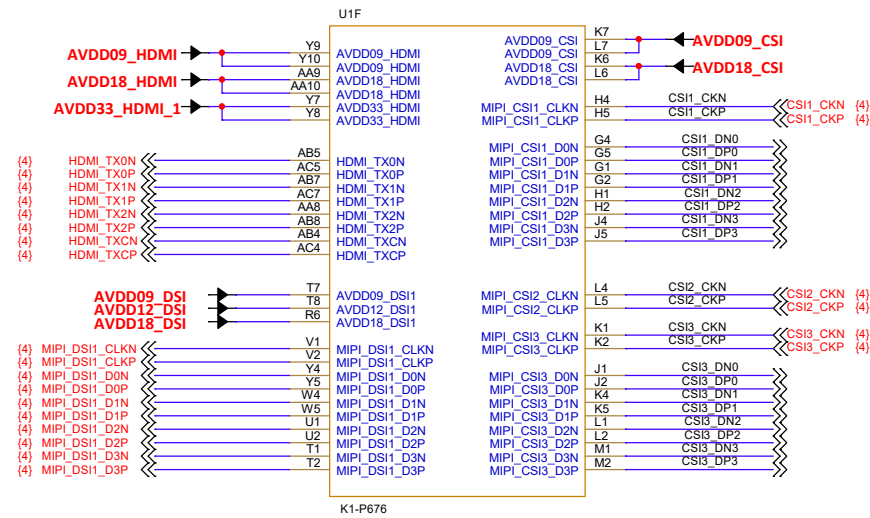 U1F
AVDD09_HDMI Y9 AVDD09_HDMI
Y10 AVDD09_HDMI
AVDD18_HDMI AA9 AVDD18_HDMI
AA10 AVDD18_HDMI
AVDD33_HDMI_1 Y7 AVDD33_HDMI
Y8 AVDD33_HDMI
{4} HDMI_TX0N AB5 HDMI_TX0N
{4} HDMI_TX0P AC5 HDMI_TX0P
{4} HDMI_TX1N AB7 HDMI_TX1N
{4} HDMI_TX1P AC7 HDMI_TX1P
{4} HDMI_TX2N AA8 HDMI_TX2N
{4} HDMI_TX2P AB8 HDMI_TX2P
{4} HDMI_TXCN AB4 HDMI_TXCN
{4} HDMI_TXCP AC4 HDMI_TXCP
AVDD09_DSI T7 AVDD09_DSI1
AVDD12_DSI T8 AVDD12_DSI1
AVDD18_DSI R6 AVDD18_DSI1
{4} MIPI_DSI1_CLKN V1 MIPI_DSI1_CLKN
{4} MIPI_DSI1_CLKP V2 MIPI_DSI1_CLKP
{4} MIPI_DSI1_D0N Y4 MIPI_DSI1_D0N
{4} MIPI_DSI1_D0P Y5 MIPI_DSI1_D0P
{4} MIPI_DSI1_D1N W4 MIPI_DSI1_D1N
{4} MIPI_DSI1_D1P W5 MIPI_DSI1_D1P
{4} MIPI_DSI1_D2N U1 MIPI_DSI1_D2N
{4} MIPI_DSI1_D2P U2 MIPI_DSI1_D2P
{4} MIPI_DSI1_D3N T1 MIPI_DSI1_D3N
{4} MIPI_DSI1_D3P T2 MIPI_DSI1_D3P
AVDD09_CSI K7 AVDD09_CSI
AVDD09_CSI L7
AVDD18_CSI K6 AVDD18_CSI
AVDD18_CSI L6
MIPI_CSI1_CLKN H4 CSI1_CKN CSI1_CKN {4}
MIPI_CSI1_CLKP H5 CSI1_CKP CSI1_CKP {4}
MIPI_CSI1_D0N G4 CSI1_DN0
MIPI_CSI1_D0P G5 CSI1_DP0
MIPI_CSI1_D1N G1 CSI1_DN1
MIPI_CSI1_D1P G2 CSI1_DP1
MIPI_CSI1_D2N H1 CSI1_DN2
MIPI_CSI1_D2P H2 CSI1_DP2
MIPI_CSI1_D3N J4 CSI1_DN3
MIPI_CSI1_D3P J5 CSI1_DP3
MIPI_CSI2_CLKN L4 CSI2_CKN CSI2_CKN {4}
MIPI_CSI2_CLKP L5 CSI2_CKP CSI2_CKP {4}
MIPI_CSI3_CLKN K1 CSI3_CKN CSI3_CKN {4}
MIPI_CSI3_CLKP K2 CSI3_CKP CSI3_CKP {4}
MIPI_CSI3_D0N J1 CSI3_DN0
MIPI_CSI3_D0P J2 CSI3_DP0
MIPI_CSI3_D1N K4 CSI3_DN1
MIPI_CSI3_D1P K5 CSI3_DP1
MIPI_CSI3_D2N L1 CSI3_DN2
MIPI_CSI3_D2P L2 CSI3_DP2
MIPI_CSI3_D3N M1 CSI3_DN3
MIPI_CSI3_D3P M2 CSI3_DP3
K1-P676